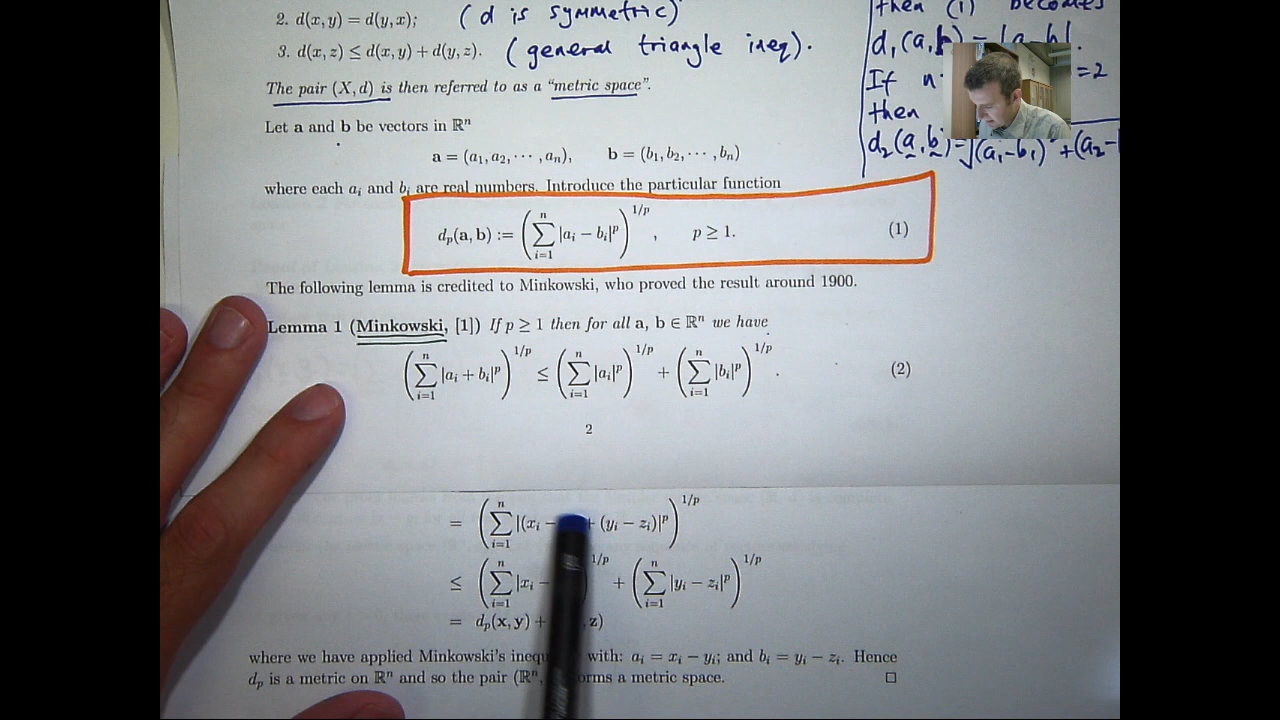 2. d(x, y) = d(y, x); (d is symmetric)
3. d(x, z) ≤ d(x, y) + d(y, z). (general triangle ineq).
The pair (X, d) is then referred to as a “metric space”.
Let a and b be vectors in ℝⁿ
a = (a₁, a₂, ⋯ , aₙ), b = (b₁, b₂, ⋯ , bₙ)
where each aᵢ and bᵢ are real numbers. Introduce the particular function
dₚ(a, b) := (∑ᵢ₌₁ⁿ |aᵢ − bᵢ|ᵖ)^{1/p}, p ≥ 1. (1)
The following lemma is credited to Minkowski, who proved the result around 1900.
Lemma 1 (Minkowski, [1]) If p ≥ 1 then for all a, b ∈ ℝⁿ we have
(∑ᵢ₌₁ⁿ |aᵢ + bᵢ|ᵖ)^{1/p} ≤ (∑ᵢ₌₁ⁿ |aᵢ|ᵖ)^{1/p} + (∑ᵢ₌₁ⁿ |bᵢ|ᵖ)^{1/p}. (2)
2
= (∑ᵢ₌₁ⁿ |(xᵢ − + (yᵢ − zᵢ)|ᵖ)^{1/p}
≤ (∑ᵢ₌₁ⁿ |xᵢ − )^{1/p} + (∑ᵢ₌₁ⁿ |yᵢ − zᵢ|ᵖ)^{1/p}
= dₚ(x, y) + , z)
where we have applied Minkowski's with: aᵢ = xᵢ − yᵢ; and bᵢ = yᵢ − zᵢ. Hence
dₚ is a metric on ℝⁿ and so the pair (ℝⁿ, a metric space. □
then (1) becomes
d₁(a,b) = |a-b|.
If n =2
then
d₂(a,b)=√(a₁-b₁)²+(a₂-